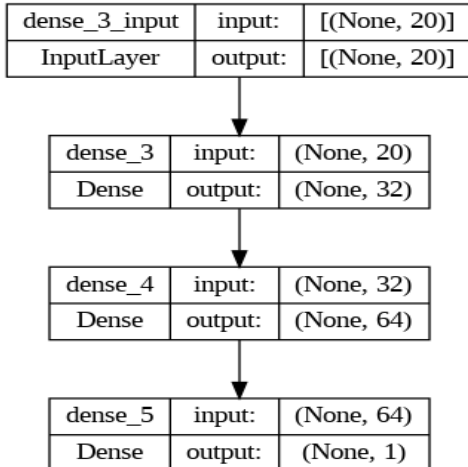 dense_3_input input: [(None, 20)]
InputLayer output: [(None, 20)]
dense_3 input: (None, 20)
Dense output: (None, 32)
dense_4 input: (None, 32)
Dense output: (None, 64)
dense_5 input: (None, 64)
Dense output: (None, 1)